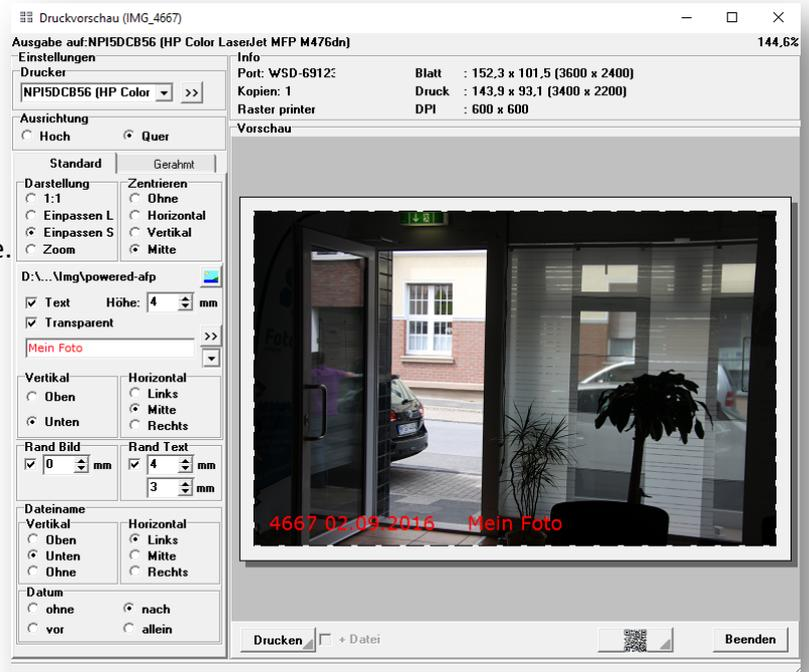 Druckvorschau (IMG_4667)
Ausgabe auf:NPI5DCB56 (HP Color LaserJet MFP M476dn) 144,6%
Einstellungen
Drucker
NPI5DCB56 (HP Color >>
Ausrichtung
Hoch Quer
Standard Gerahmt
Darstellung Zentrieren
1:1 Ohne
Einpassen L Horizontal
Einpassen S Vertikal
Zoom Mitte
D:\...\Img\powered-afp
Text Höhe: 4 mm
Transparent
>>
Mein Foto
Vertikal Horizontal
Oben Links
Mitte
Unten Rechts
Rand Bild Rand Text
0 mm 4 mm
3 mm
Dateiname
Vertikal Horizontal
Oben Links
Unten Mitte
Ohne Rechts
Datum
ohne nach
vor allein
Info
Port: WSD-69123 Blatt : 152,3 x 101,5 (3600 x 2400)
Kopien: 1 Druck : 143,9 x 93,1 (3400 x 2200)
Raster printer DPI : 600 x 600
Vorschau
4667 02.09.2016 Mein Foto
Drucken + Datei Beenden
e.